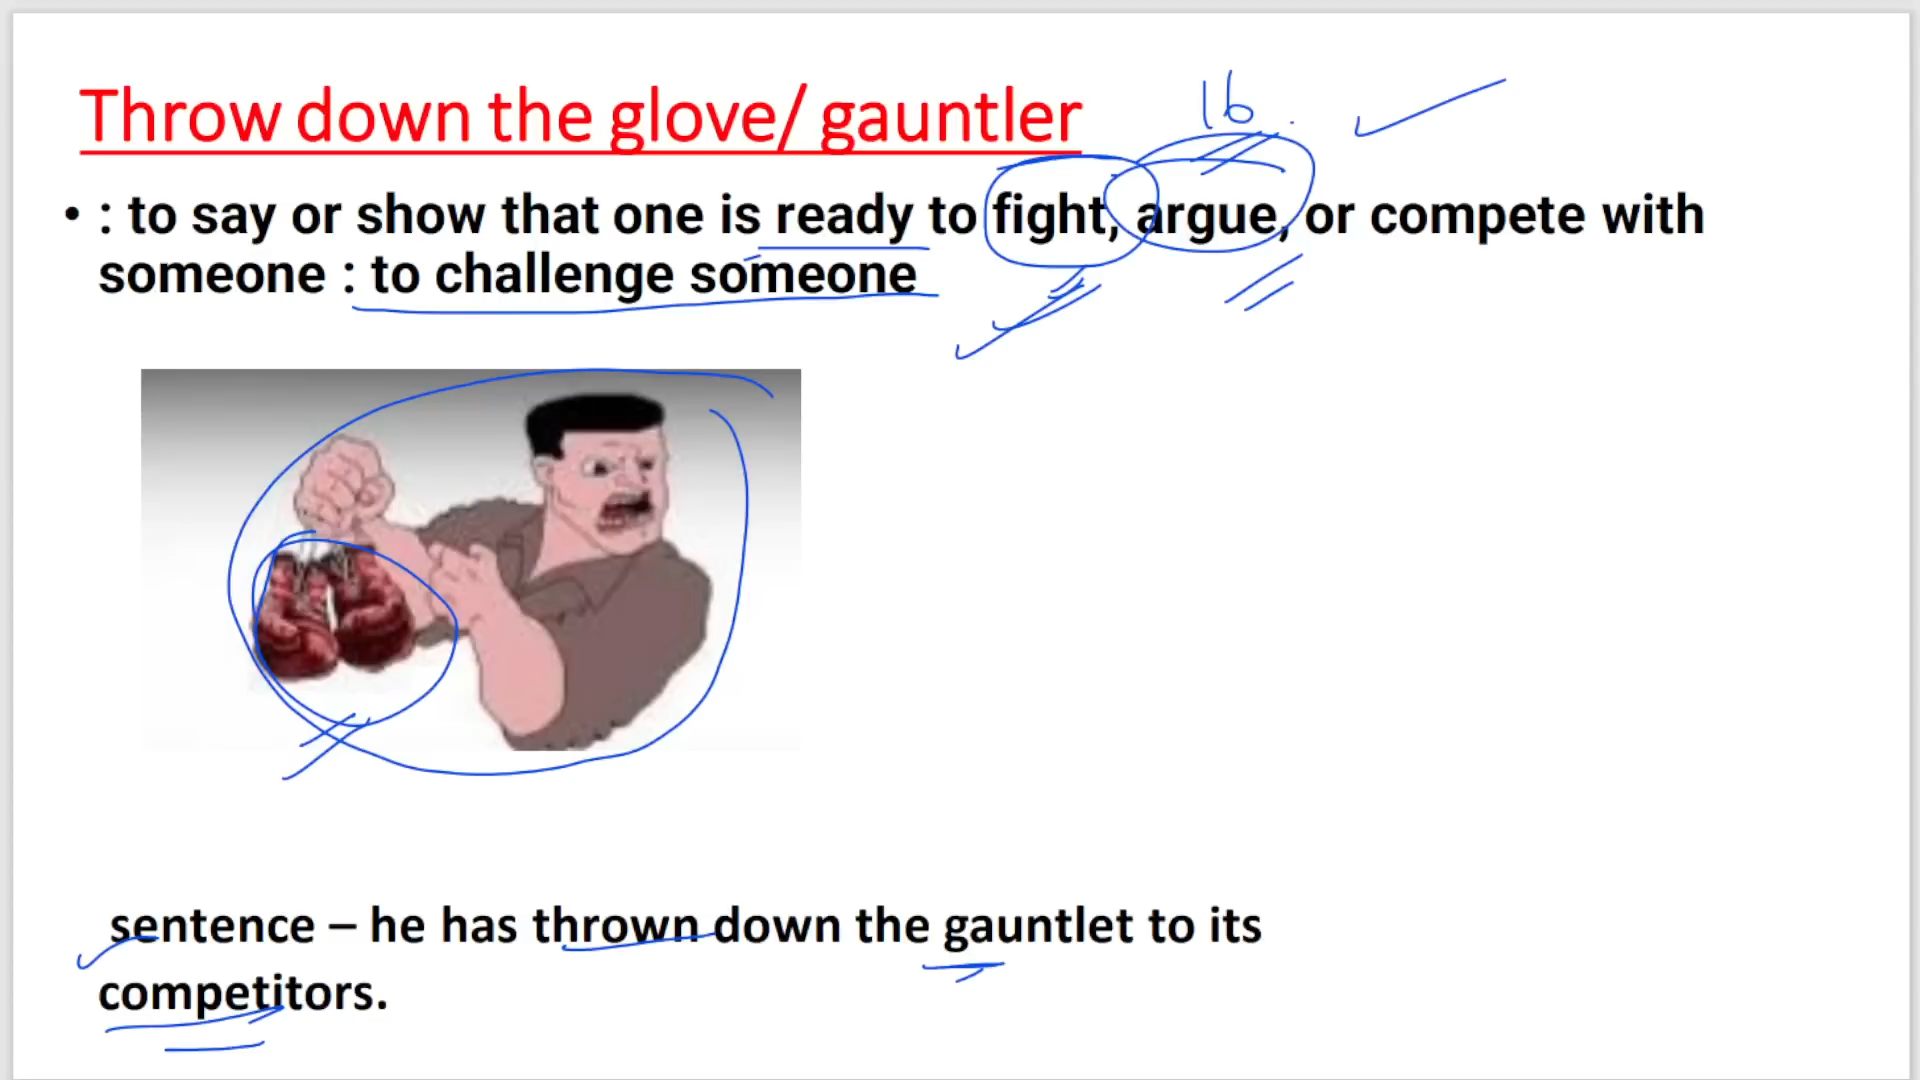 Throw down the glove/ gauntler
16.
• : to say or show that one is ready to fight, argue, or compete with
someone : to challenge someone
sentence – he has thrown down the gauntlet to its
competitors.